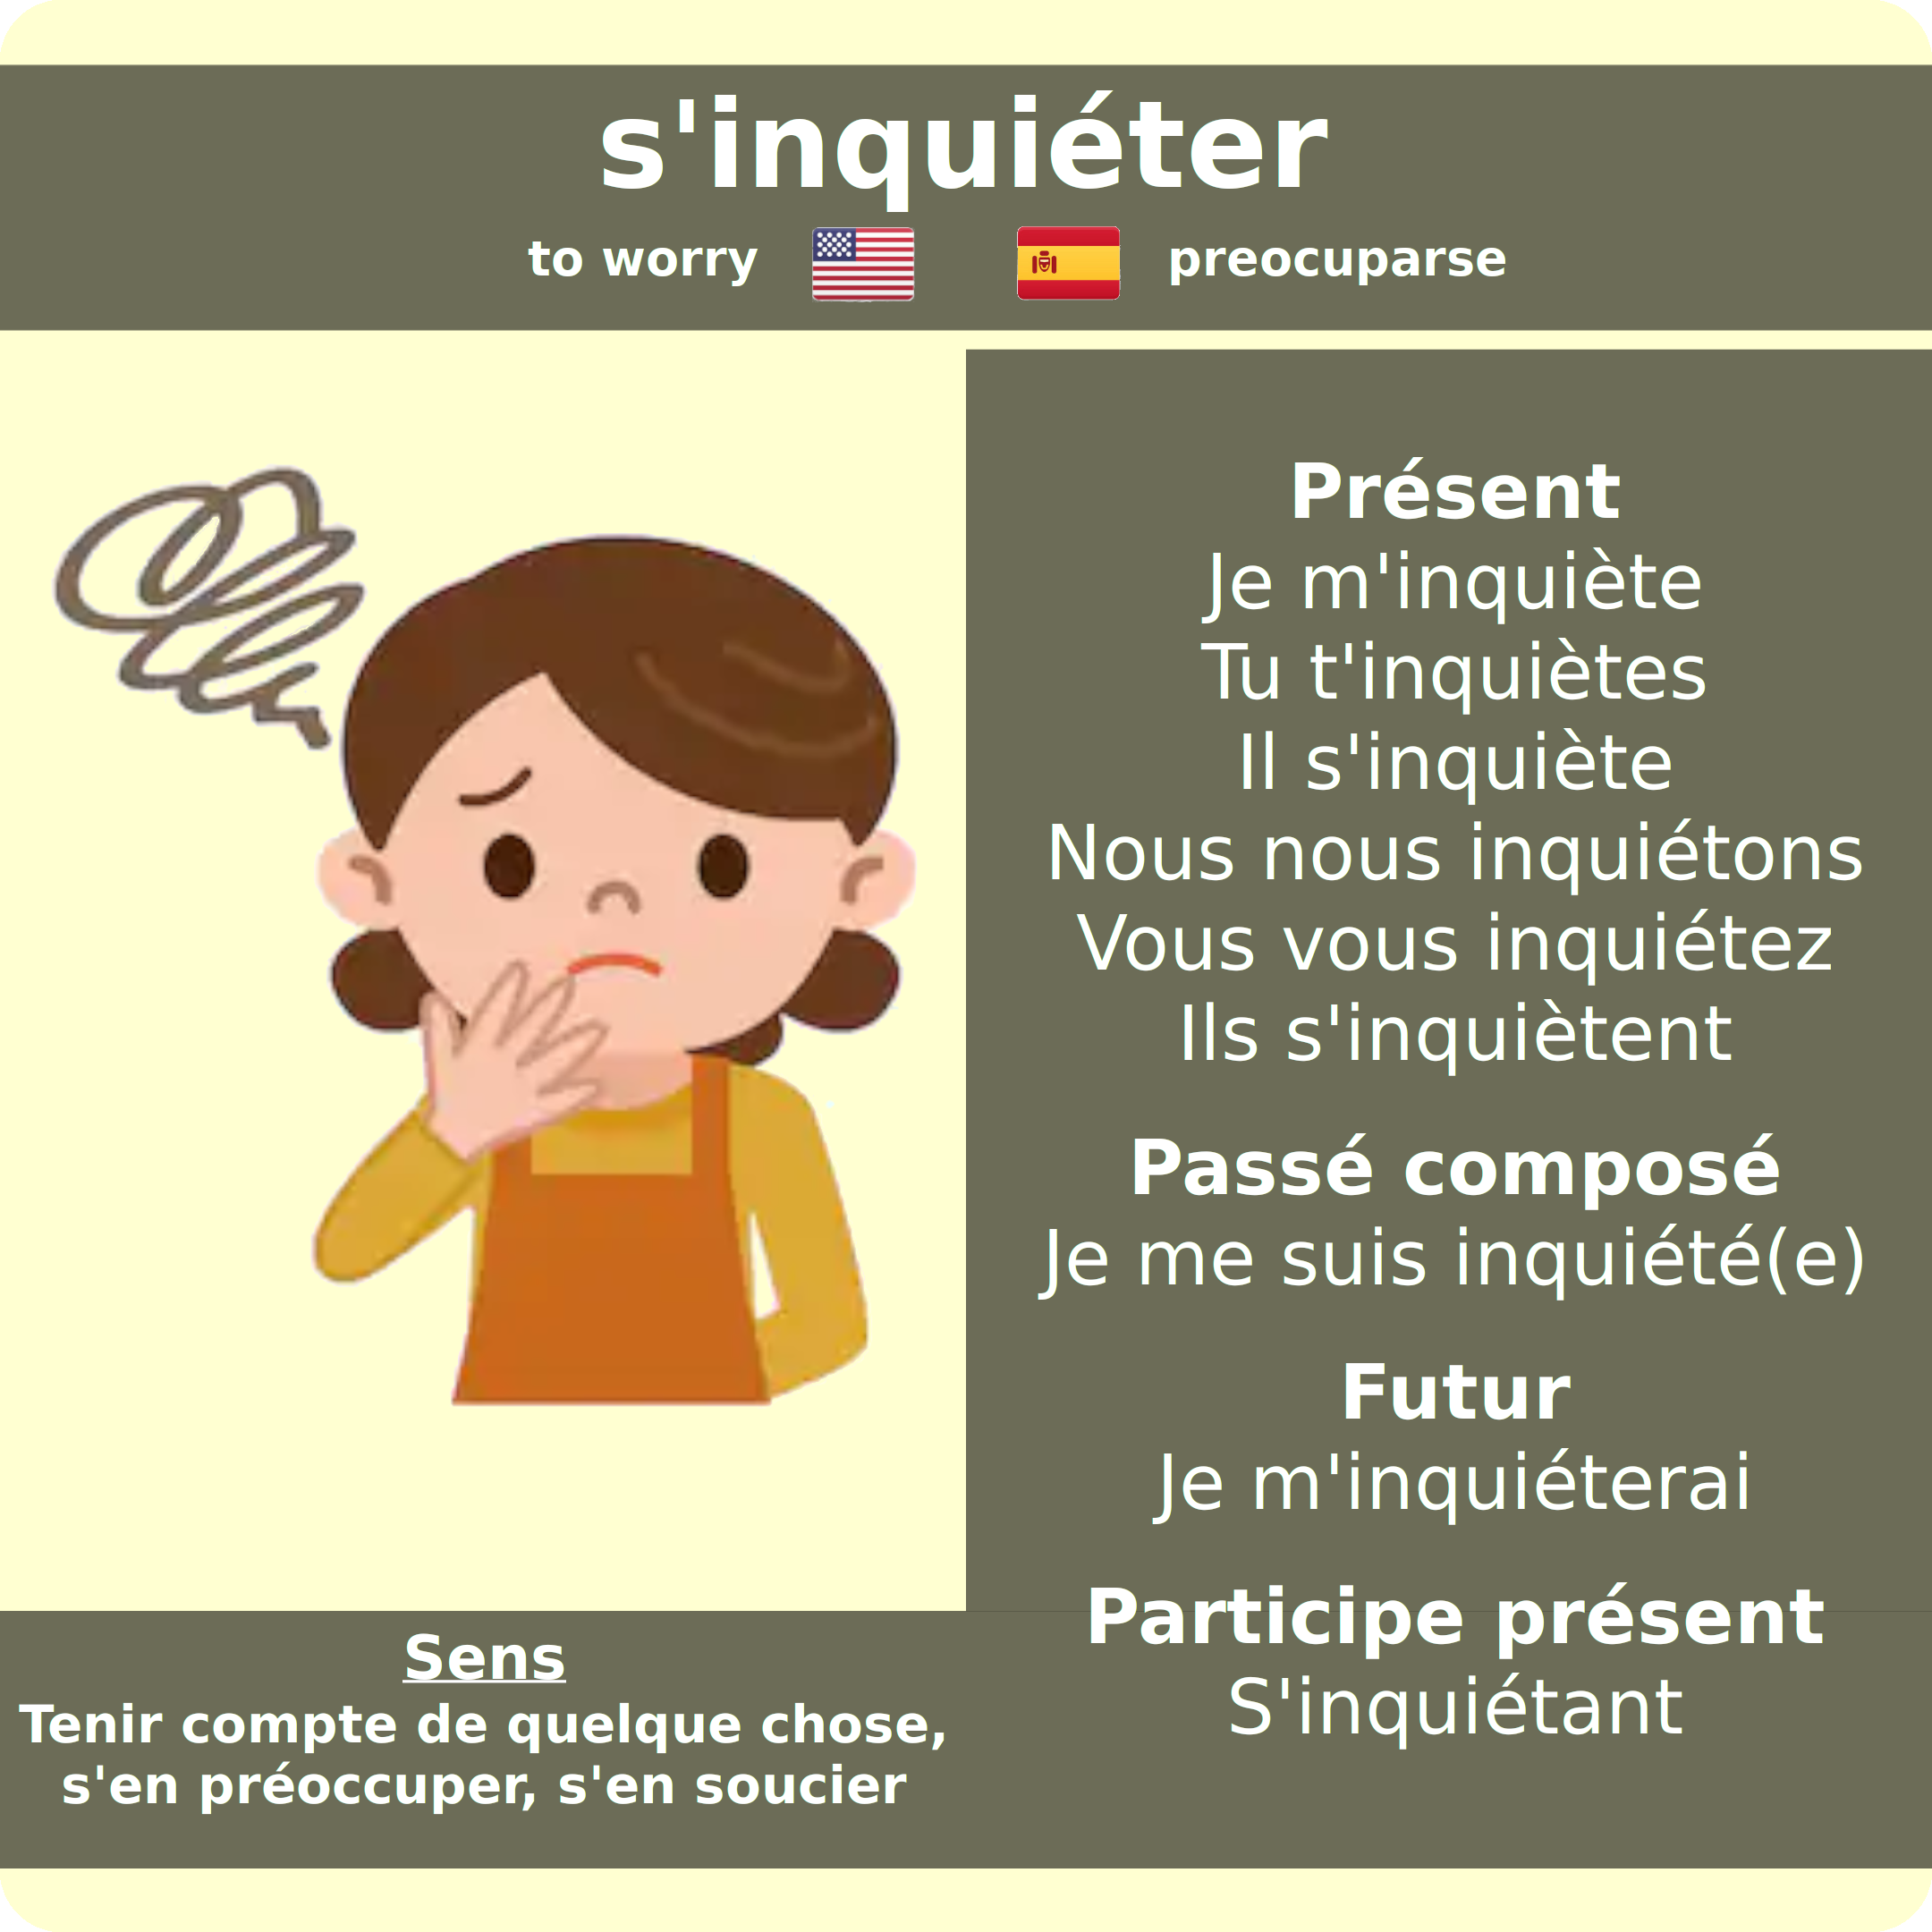 s'inquiéter
to worry preocuparse
Présent
Je m'inquiète
Tu t'inquiètes
Il s'inquiète
Nous nous inquiétons
Vous vous inquiétez
Ils s'inquiètent
Passé composé
Je me suis inquiété(e)
Futur
Je m'inquiéterai
Participe présent
S'inquiétant
Sens
Tenir compte de quelque chose,
s'en préoccuper, s'en soucier